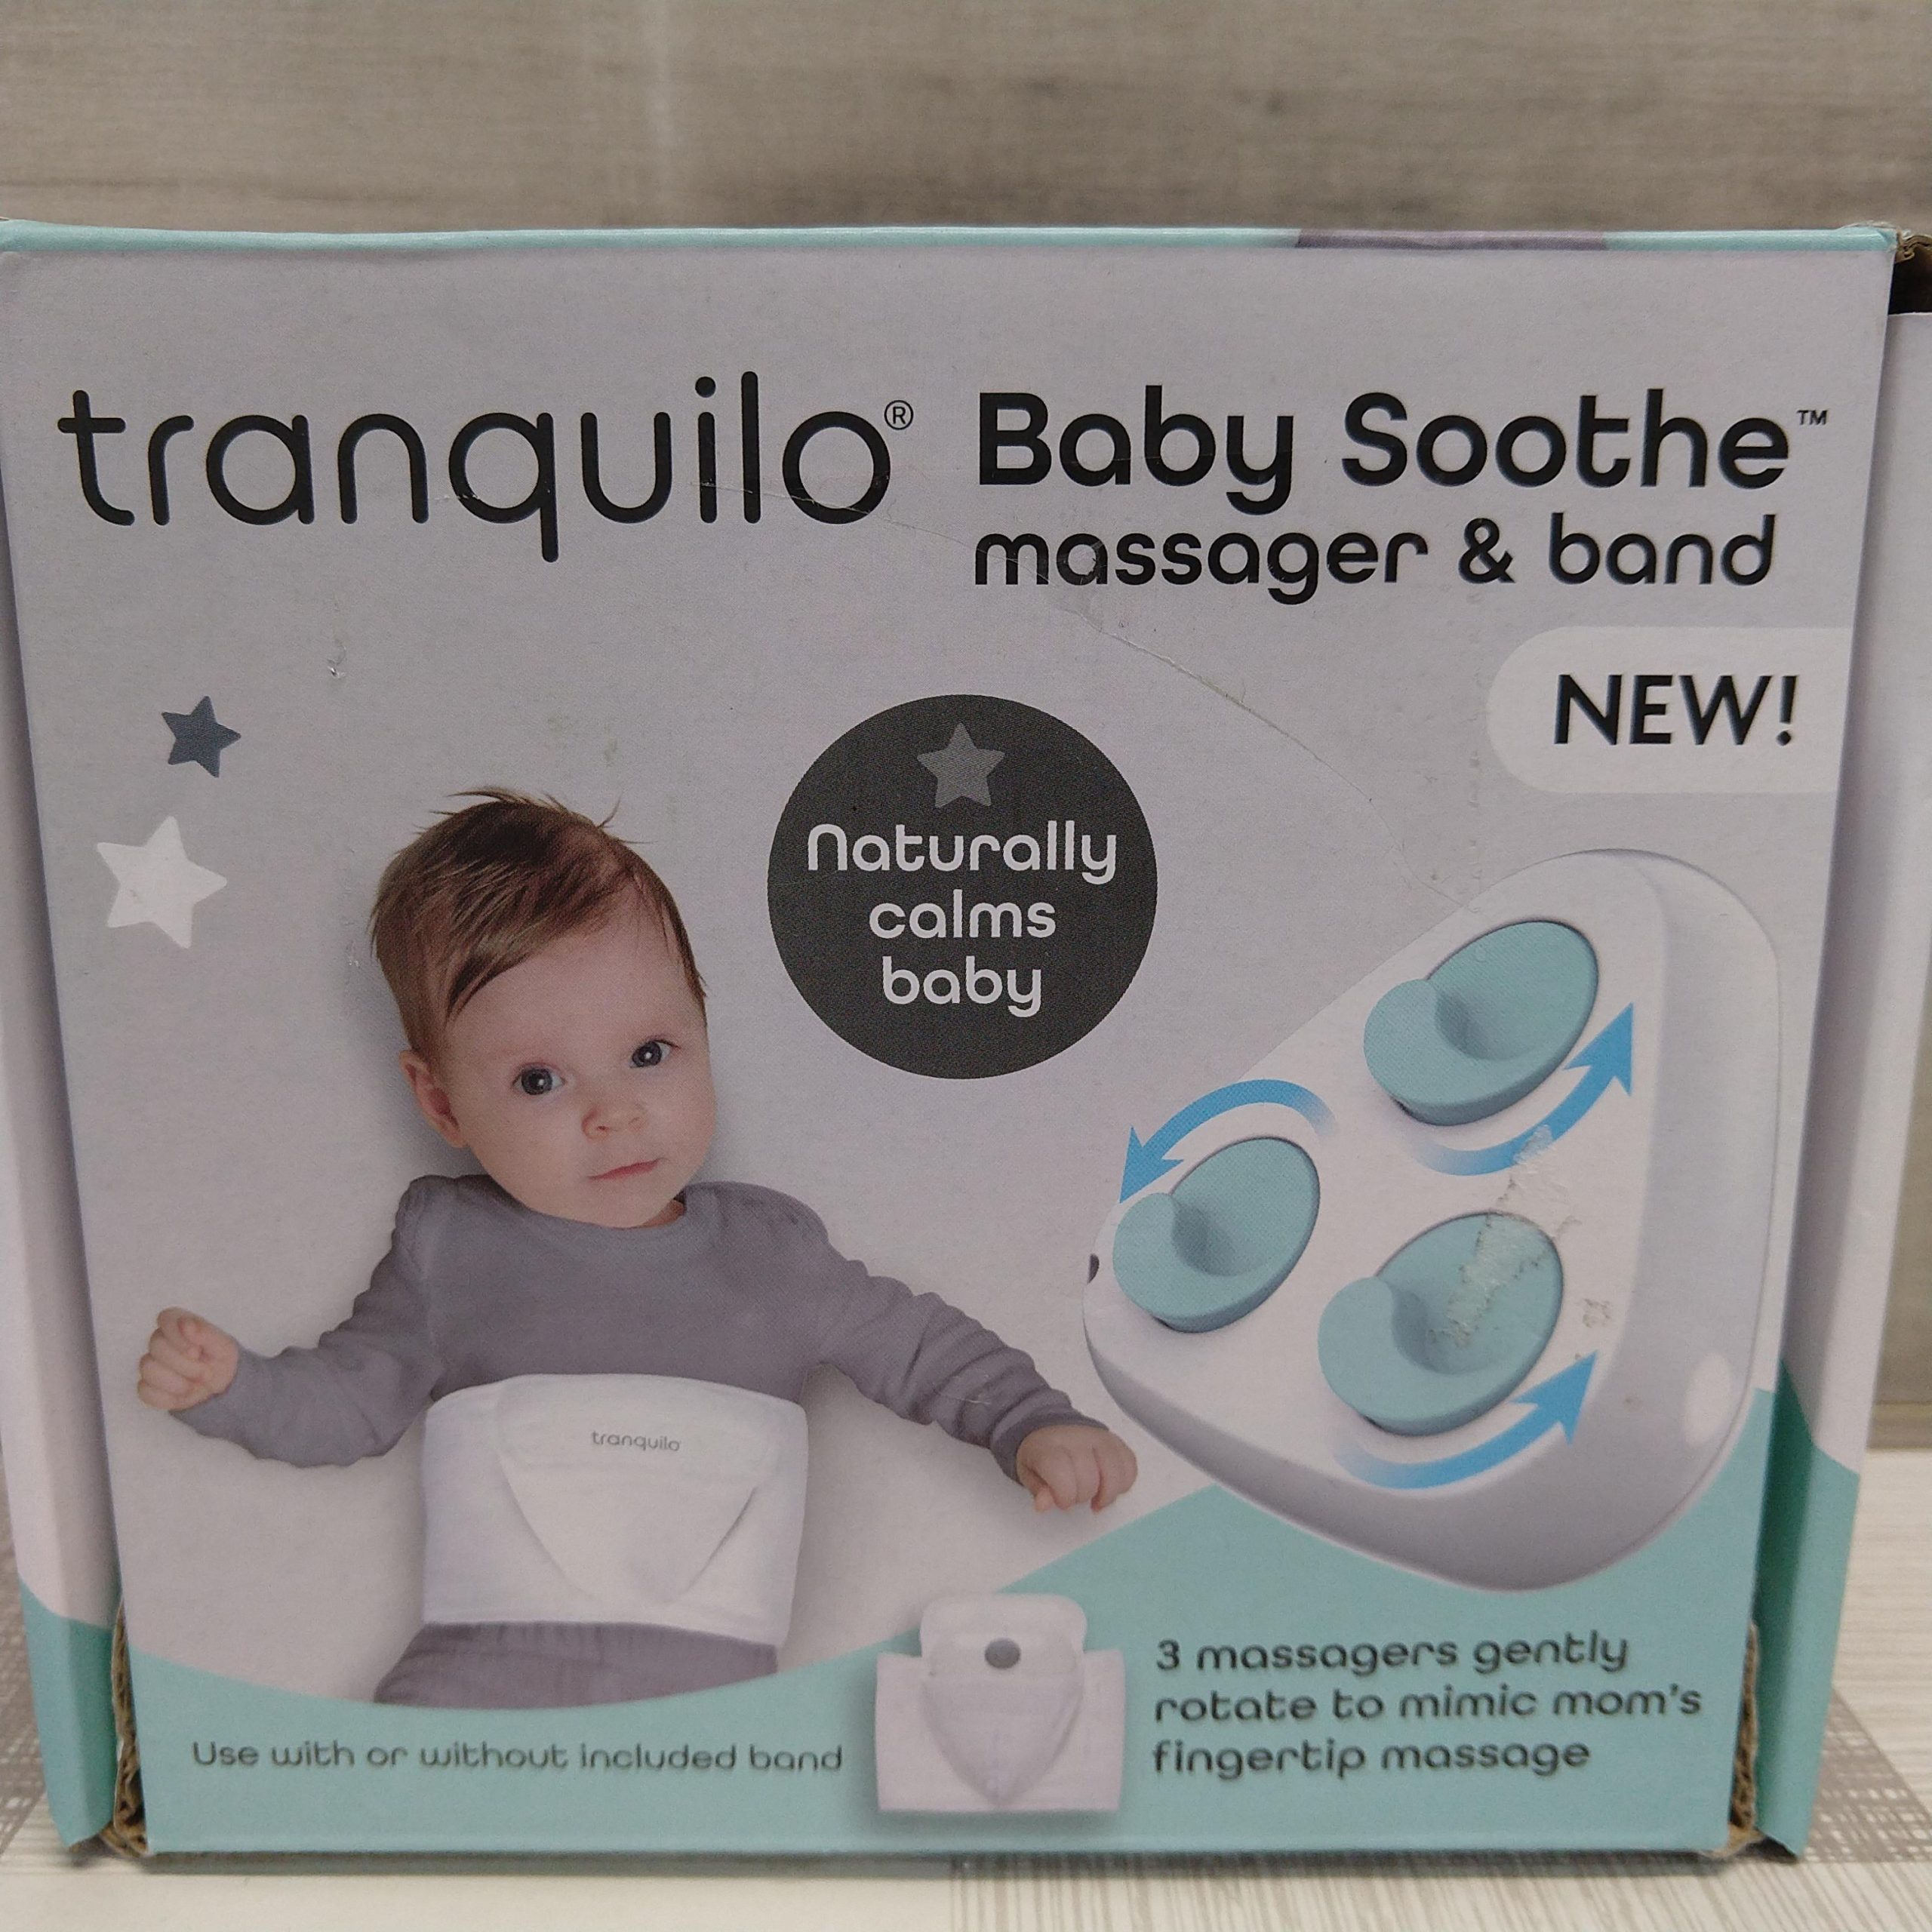 tranquilo® Baby Soothe™
massager & band
NEW!
Naturally
calms
baby
tranquilo
Use with or without included band
3 massagers gently
rotate to mimic mom's
fingertip massage